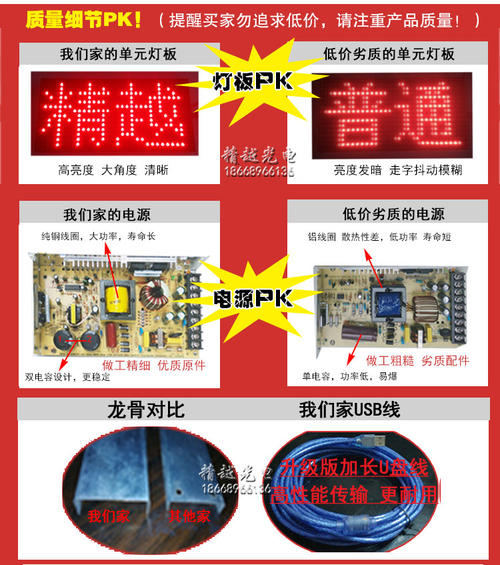 质量细节PK！（提醒买家勿追求低价，请注重产品质量！）
我们家的单元灯板
低价劣质的单元灯板
灯板PK
精越
普通
高亮度 大角度 清晰
亮度发暗 走字抖动模糊
精越光电
18668966136
我们家的电源
低价劣质的电源
纯铜线圈，大功率，寿命长
铝线圈 散热性差，低功率 寿命短
电源PK
做工精细 优质原件
做工粗糙 劣质配件
双电容设计，更稳定
单电容，功率低，易爆
龙骨对比
我们家USB线
精越光电
18668966136
我们家
其他家
升级版加长U盘线
高性能传输 更耐用